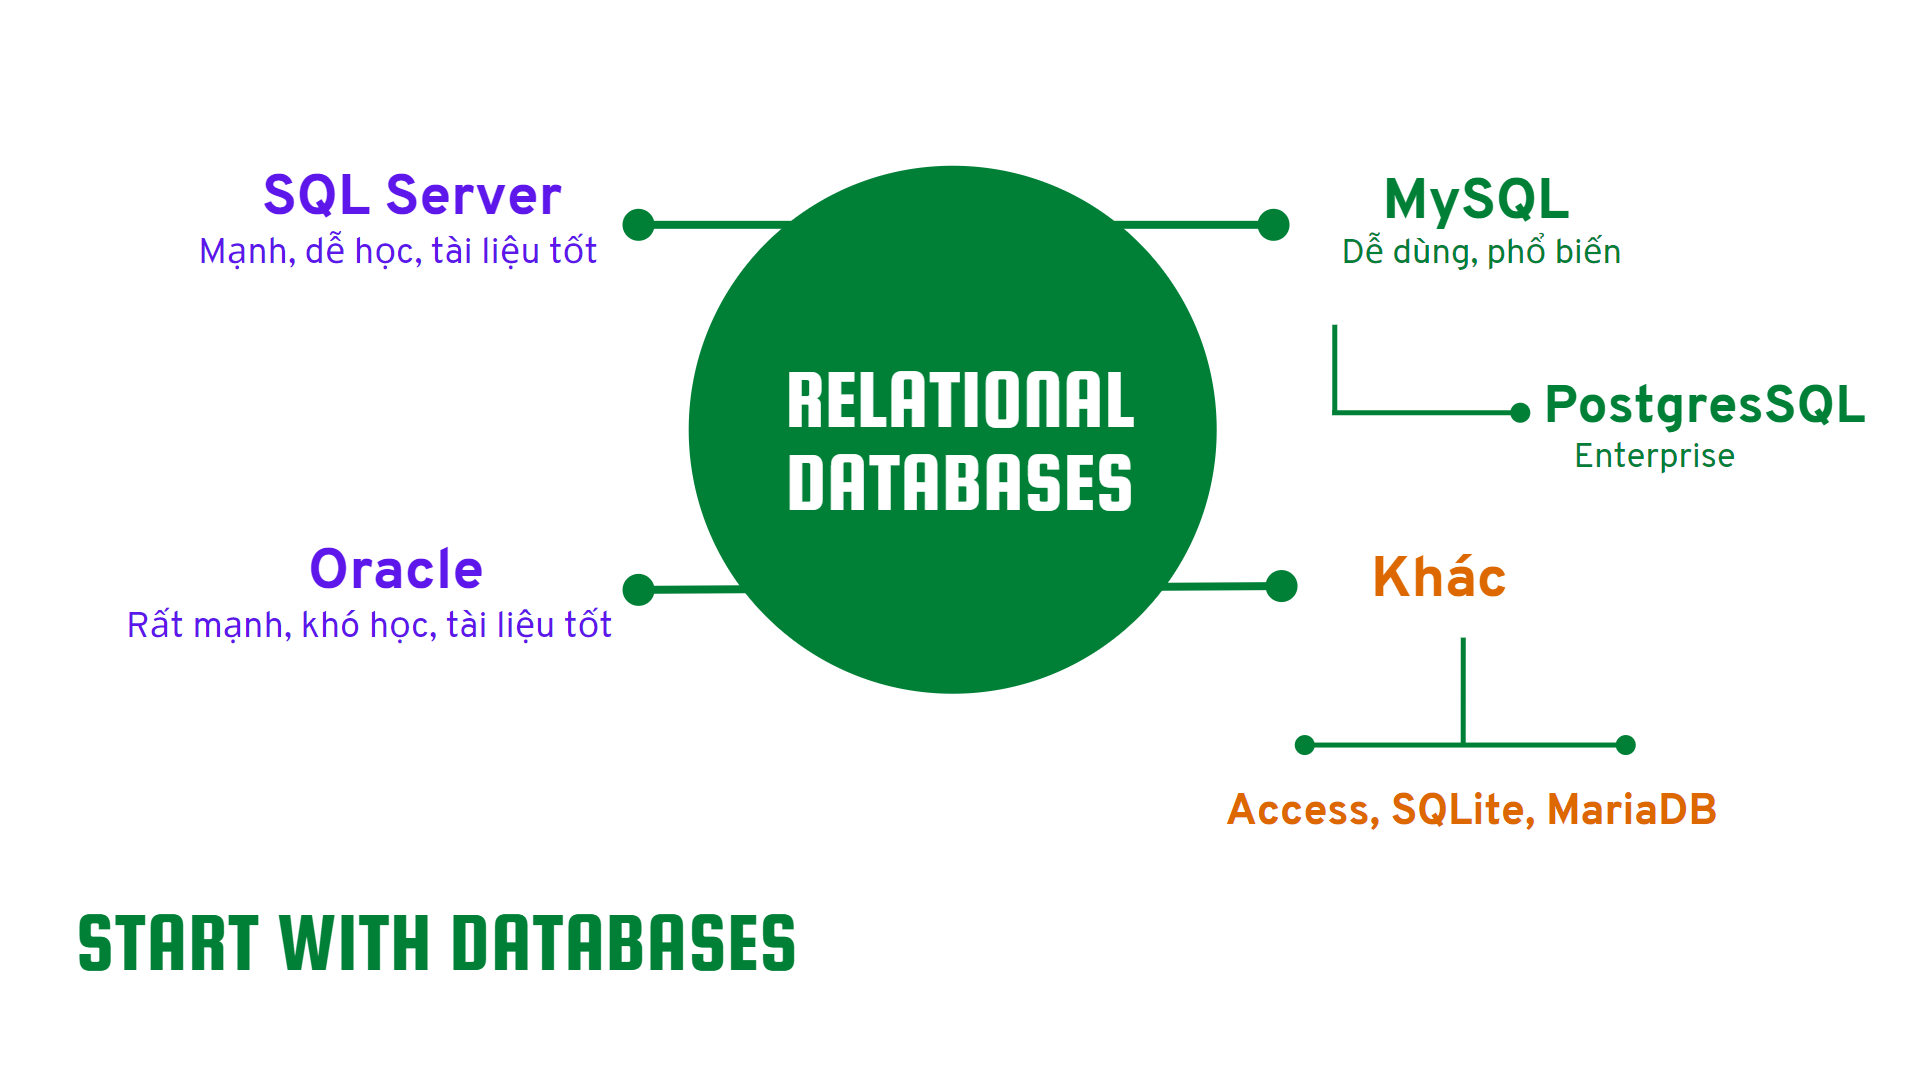 SQL Server
Mạnh, dễ học, tài liệu tốt
MySQL
Dễ dùng, phổ biến
RELATIONAL
DATABASES
PostgresSQL
Enterprise
Oracle
Rất mạnh, khó học, tài liệu tốt
Khác
Access, SQLite, MariaDB
START WITH DATABASES